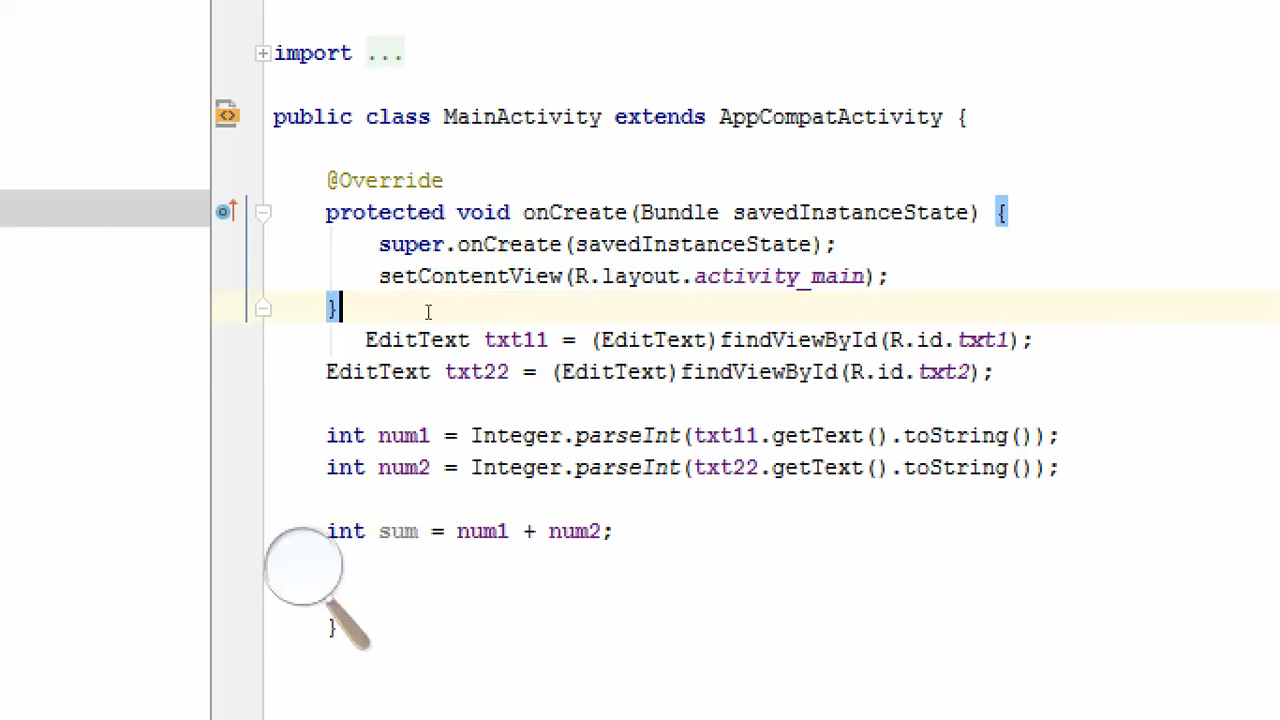 import ...
public class MainActivity extends AppCompatActivity {
@Override
protected void onCreate(Bundle savedInstanceState) {
super.onCreate(savedInstanceState);
setContentView(R.layout.activity_main);
}
EditText txt11 = (EditText)findViewById(R.id.txt1);
EditText txt22 = (EditText)findViewById(R.id.txt2);
int num1 = Integer.parseInt(txt11.getText().toString());
int num2 = Integer.parseInt(txt22.getText().toString());
int sum = num1 + num2;
}